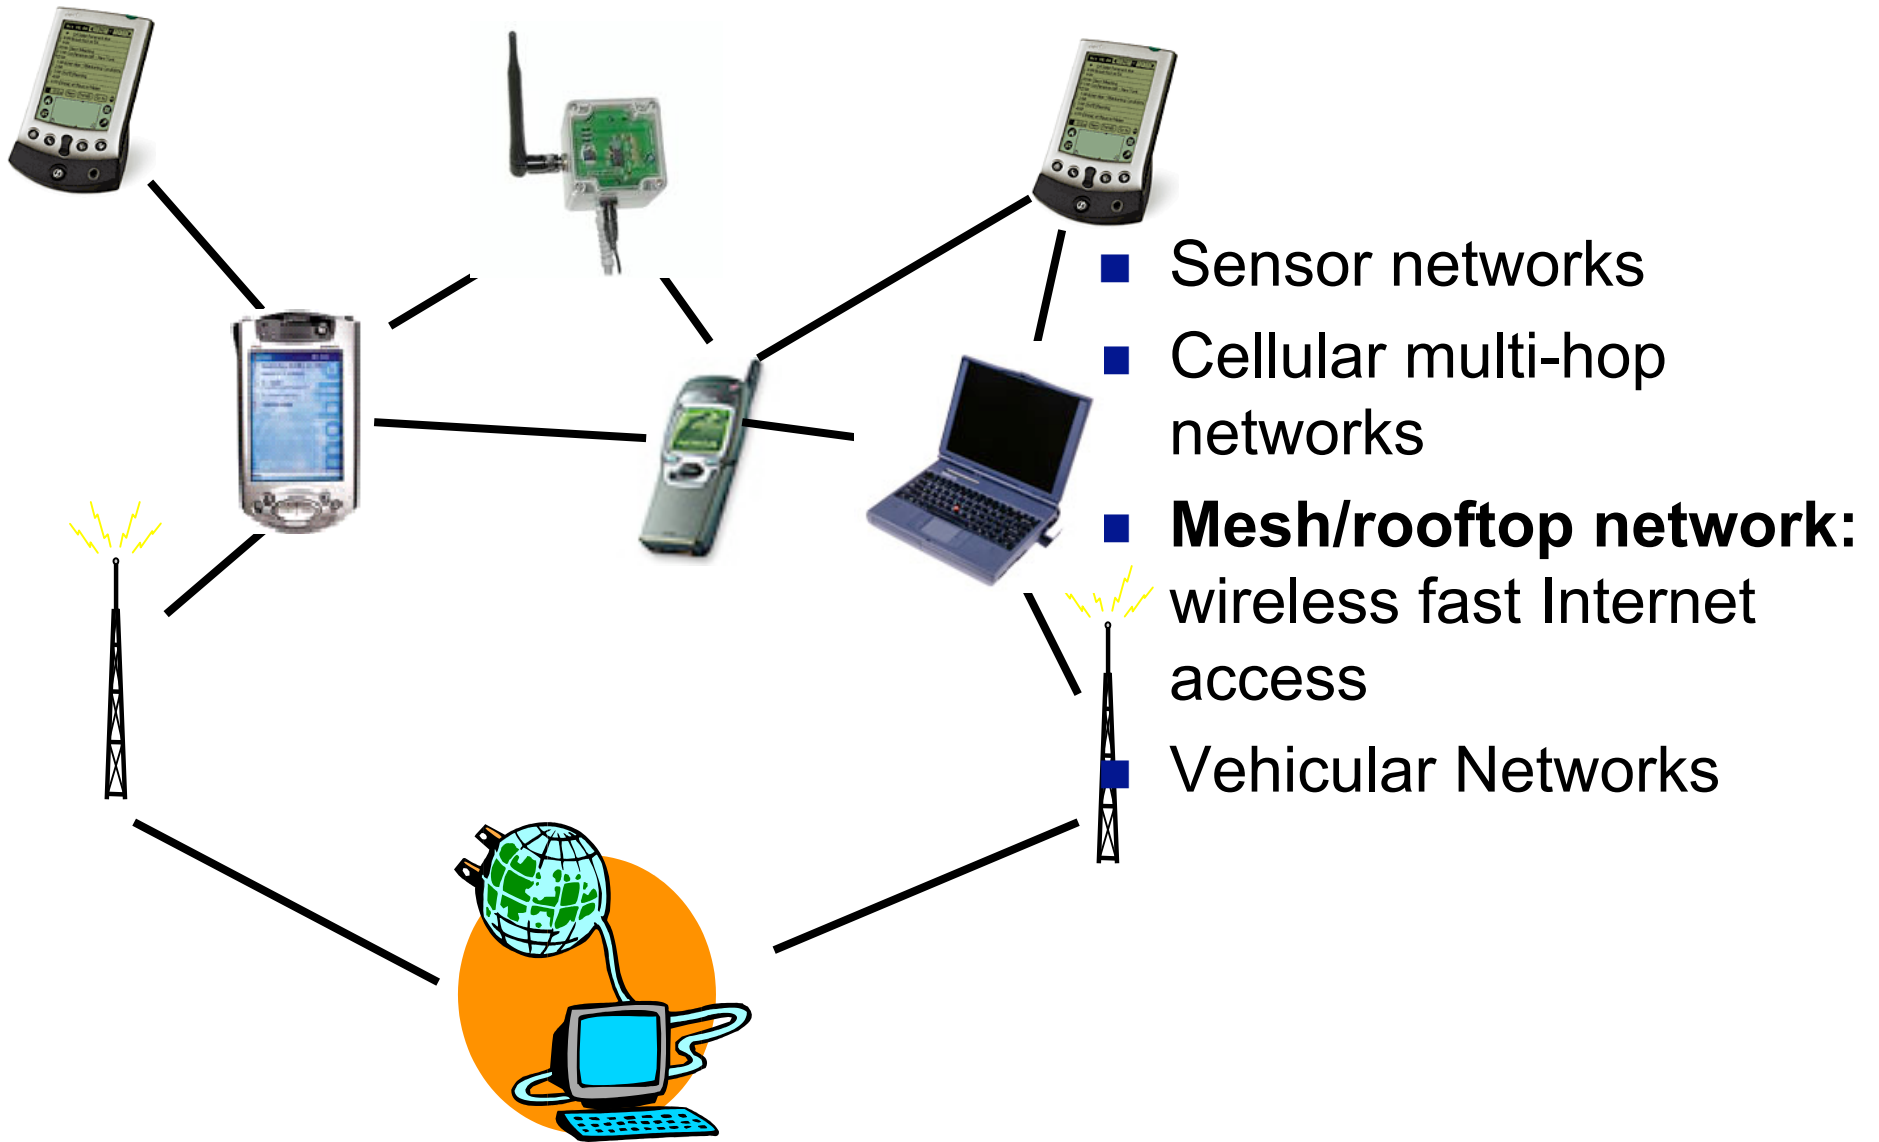 Sensor networks
Cellular multi-hop
networks
Mesh/rooftop network:
wireless fast Internet
access
Vehicular Networks